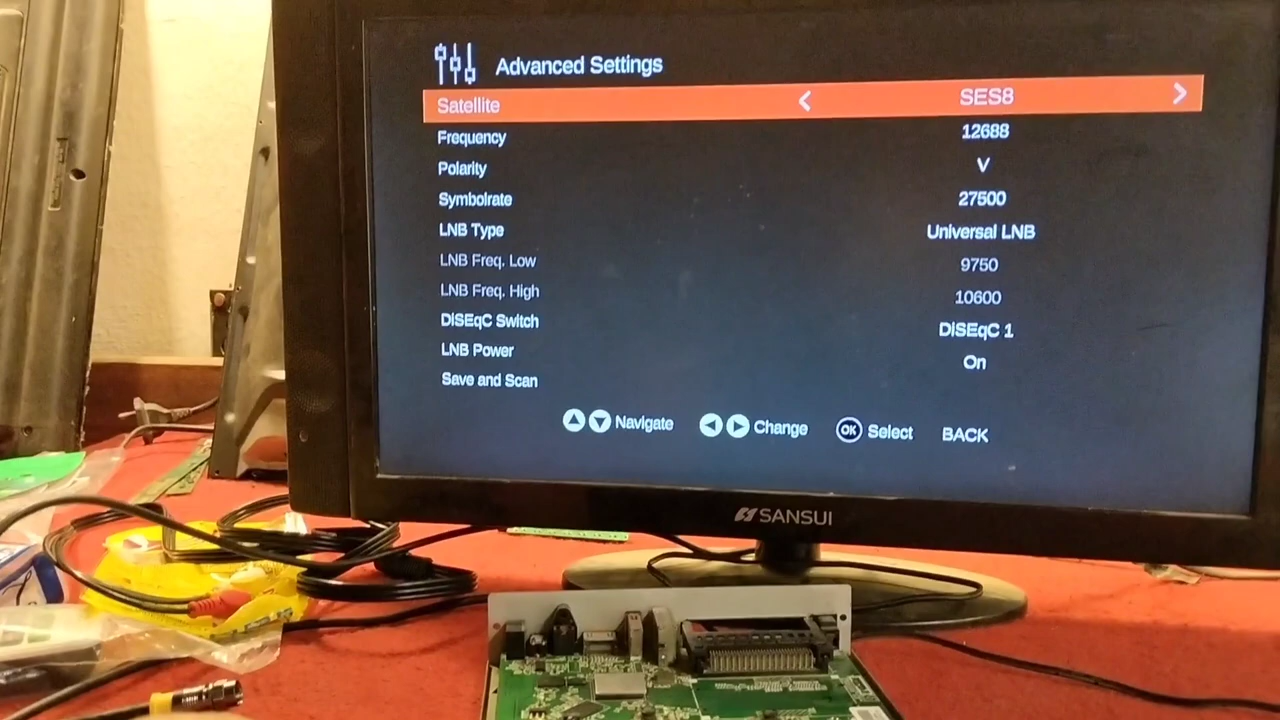 Advanced Settings
Satellite < SES8 >
Frequency 12688
Polarity V
Symbolrate 27500
LNB Type Universal LNB
LNB Freq. Low 9750
LNB Freq. High 10600
DiSEqC Switch DiSEqC 1
LNB Power On
Save and Scan
Navigate Change OK Select BACK
SANSUI